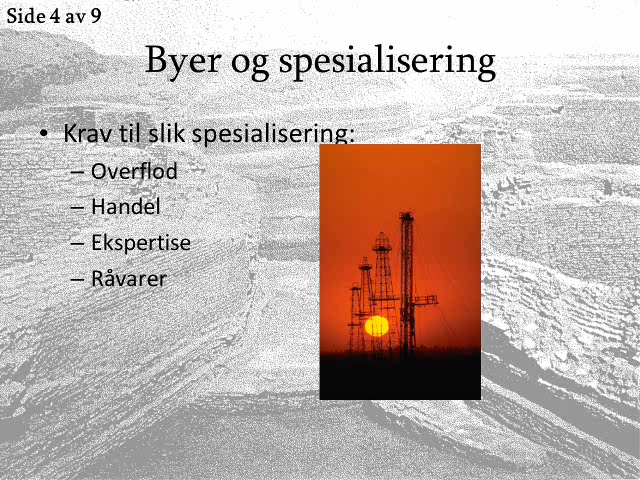 Side 4 av 9
Byer og spesialisering
• Krav til slik spesialisering:
– Overflod
– Handel
– Ekspertise
– Råvarer